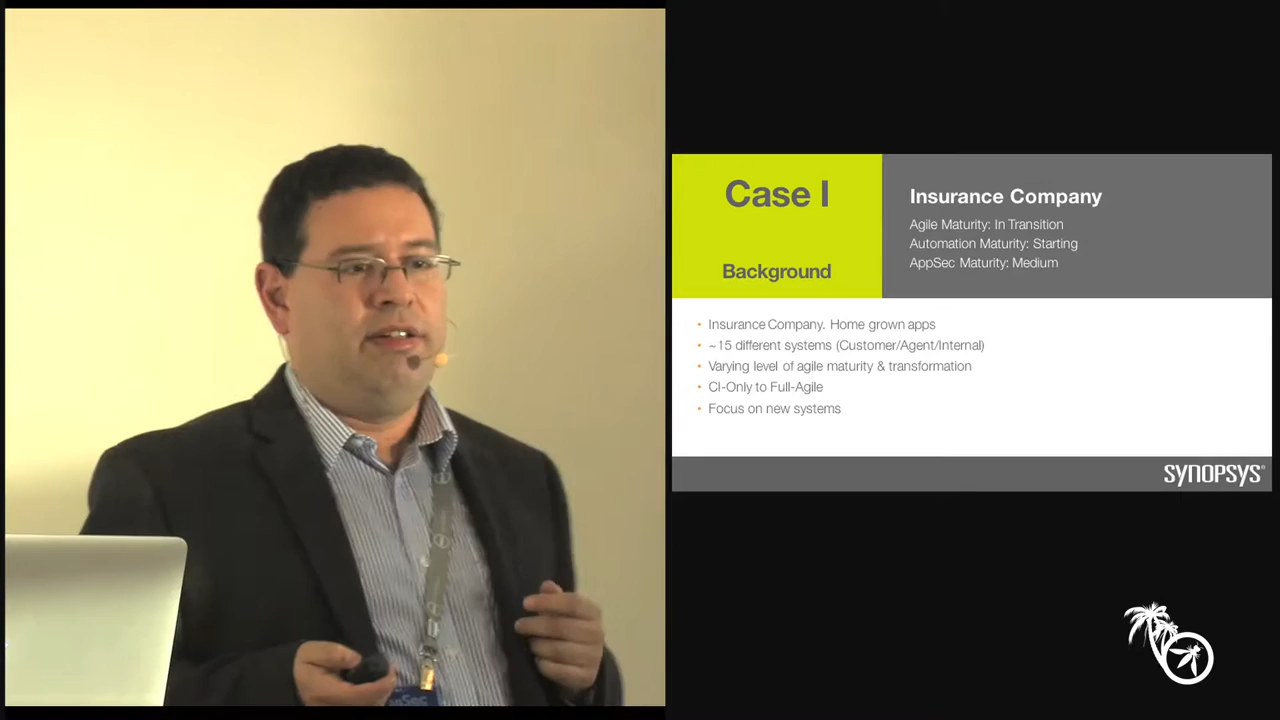 Case I
Background
Insurance Company
Agile Maturity: In Transition
Automation Maturity: Starting
AppSec Maturity: Medium
• Insurance Company. Home grown apps
• ~15 different systems (Customer/Agent/Internal)
• Varying level of agile maturity & transformation
• CI-Only to Full-Agile
• Focus on new systems
SYNOPSYS®